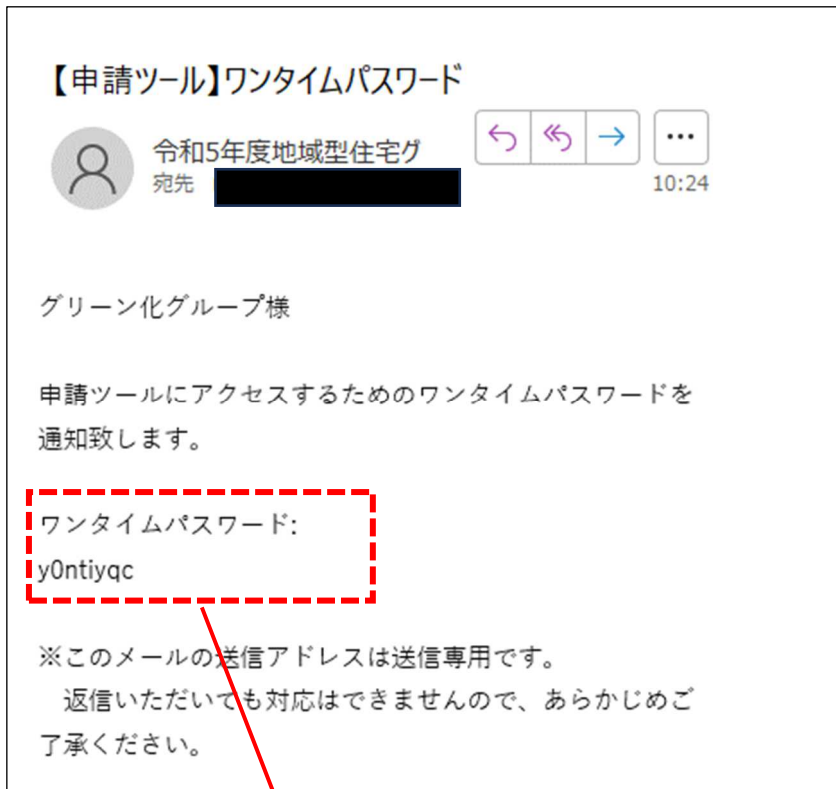 【申請ツール】ワンタイムパスワード
令和5年度地域型住宅グ
宛先
10:24
グリーン化グループ様
申請ツールにアクセスするためのワンタイムパスワードを
通知致します。
ワンタイムパスワード:
y0ntiyqc
※このメールの送信アドレスは送信専用です。
返信いただいても対応はできませんので、あらかじめご
了承ください。